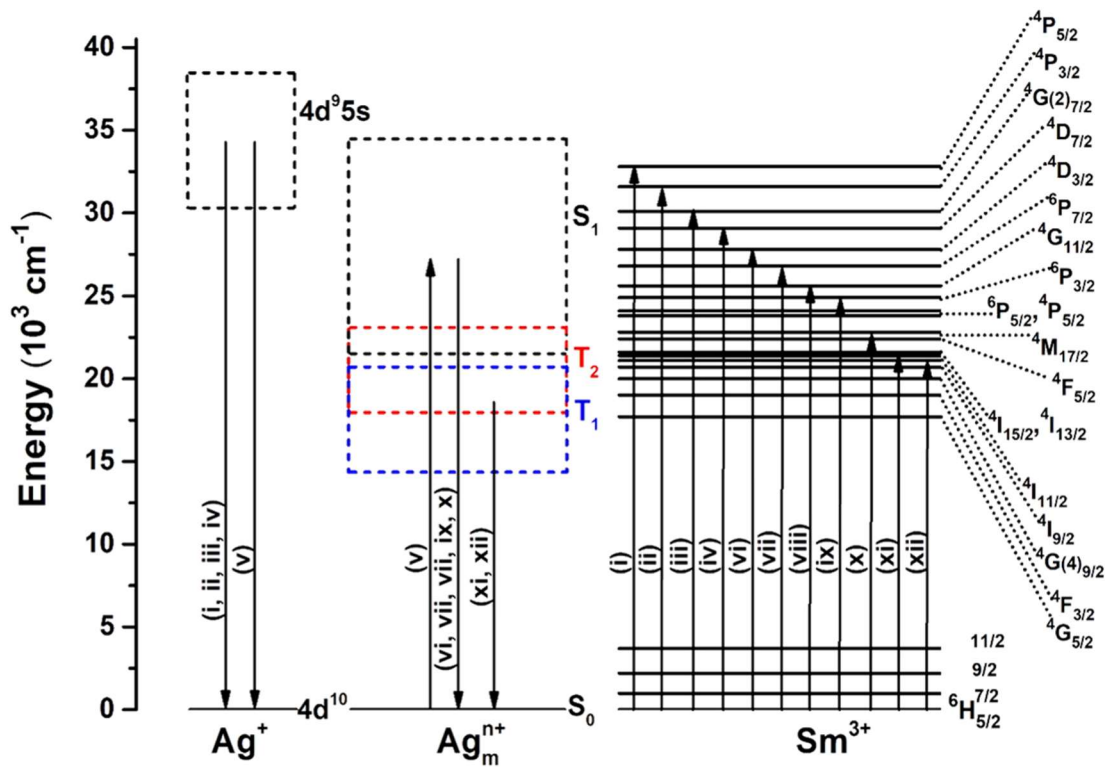 Energy (10³ cm⁻¹)
40
35
30
25
20
15
10
5
0
4d⁹5s
(i, ii, iii, iv)
(v)
4d¹⁰
Ag⁺
S₁
T₂
T₁
(v)
(vi, vii, vii, ix, x)
(xi, xii)
S₀
Agₘⁿ⁺
(i)
(ii)
(iii)
(iv)
(vi)
(vii)
(viii)
(ix)
(x)
(xi)
(xii)
⁴P₅/₂
⁴P₃/₂
⁴G(2)₇/₂
⁴D₇/₂
⁴D₃/₂
⁶P₇/₂
⁴G₁₁/₂
⁶P₃/₂
⁶P₅/₂, ⁴P₅/₂
⁴M₁₇/₂
⁴F₅/₂
⁴I₁₅/₂, ⁴I₁₃/₂
⁴I₁₁/₂
⁴I₉/₂
⁴G(4)₉/₂
⁴F₃/₂
⁴G₅/₂
11/2
9/2
7/2
⁶H₅/₂
Sm³⁺